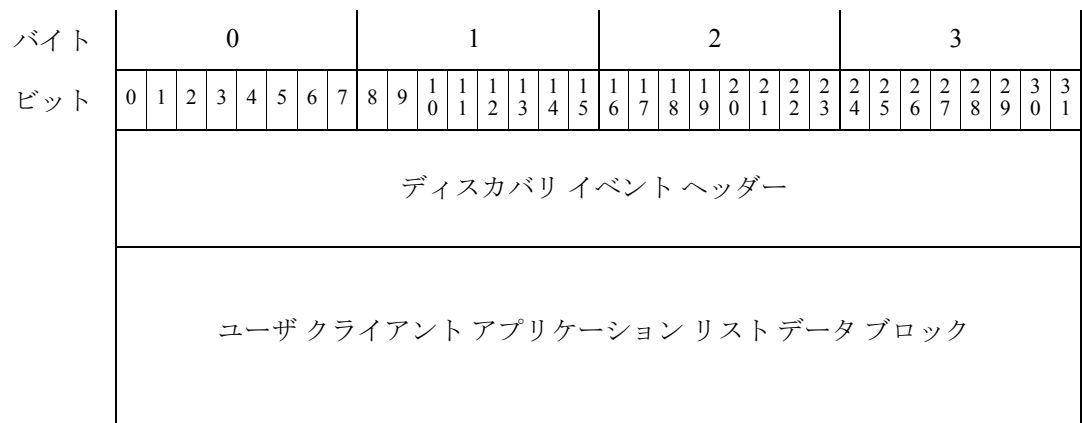 バイト 0 1 2 3
ビット 0 1 2 3 4 5 6 7 8 9 10 11 12 13 14 15 16 17 18 19 20 21 22 23 24 25 26 27 28 29 30 31
ディスカバリ イベント ヘッダー
ユーザ クライアント アプリケーション リスト データ ブロック